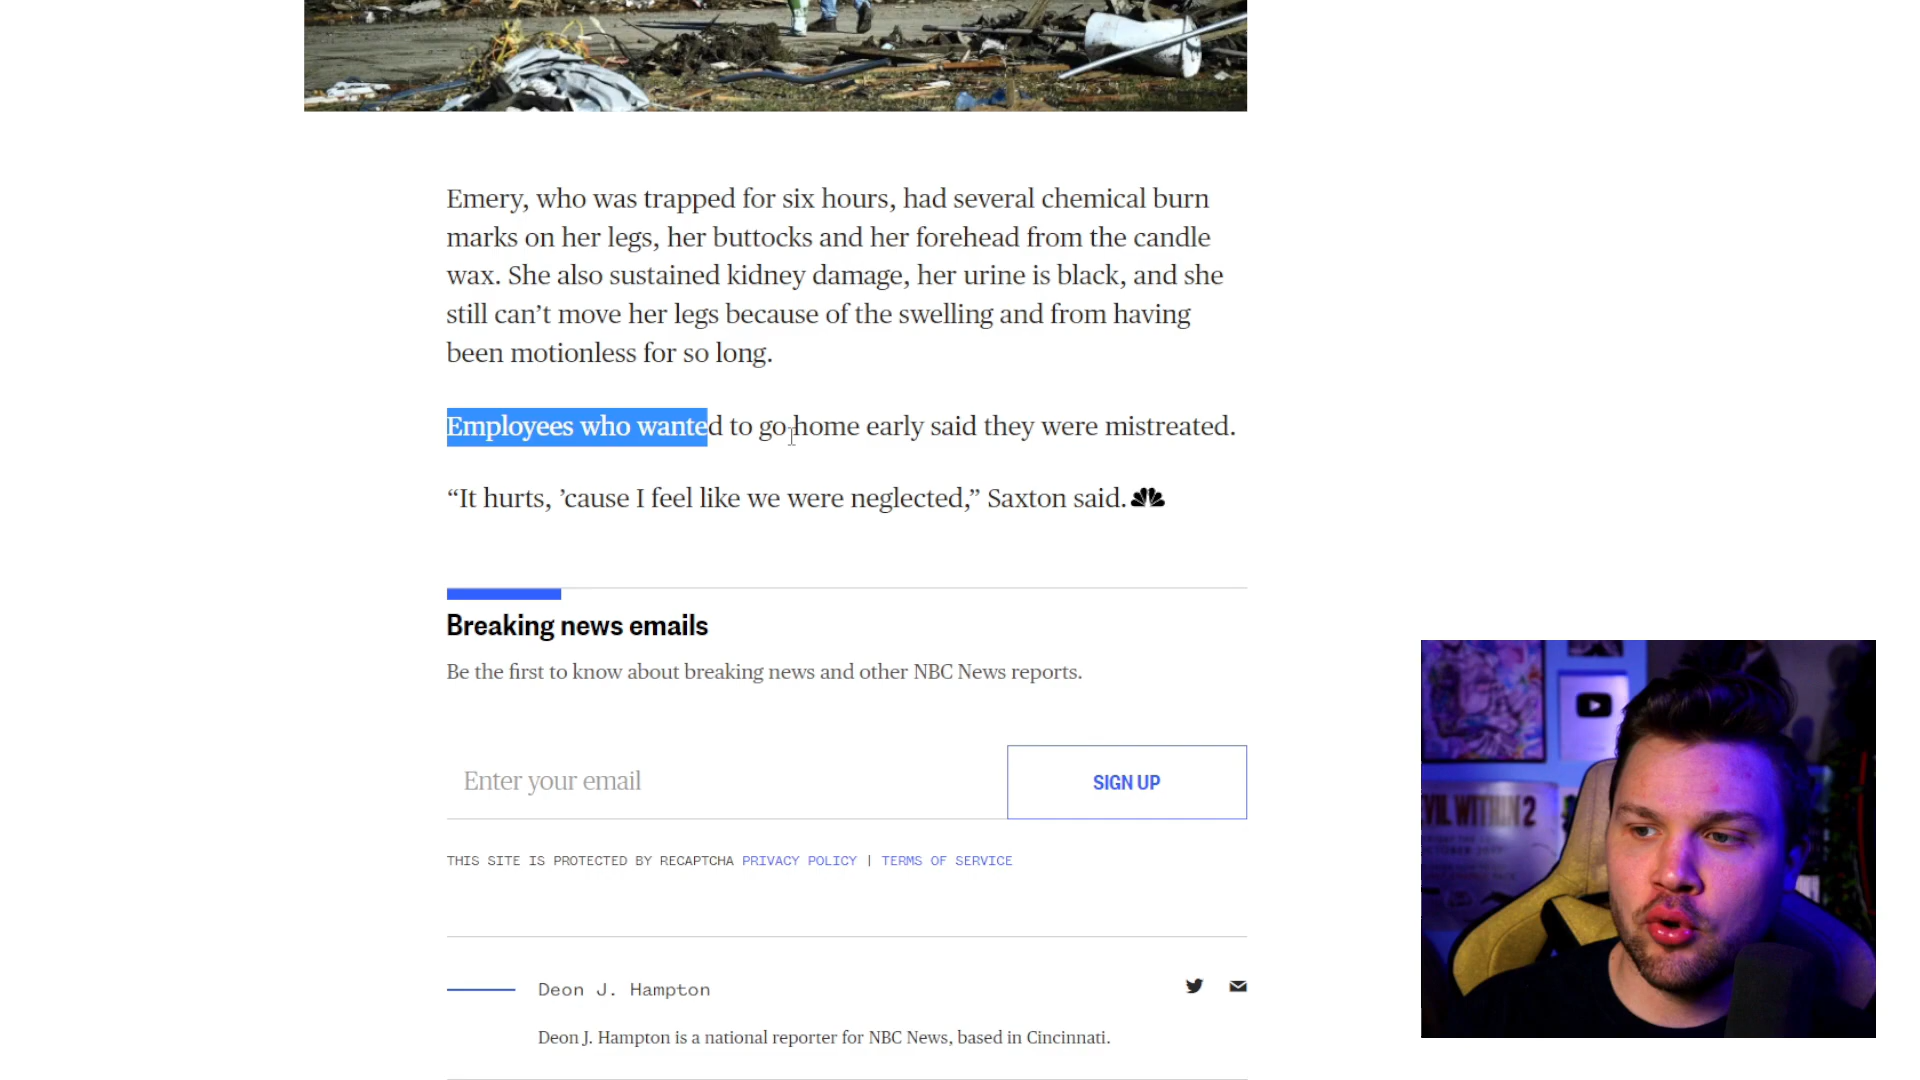 Emery, who was trapped for six hours, had several chemical burn
marks on her legs, her buttocks and her forehead from the candle
wax. She also sustained kidney damage, her urine is black, and she
still can’t move her legs because of the swelling and from having
been motionless for so long.
Employees who wanted to go home early said they were mistreated.
“It hurts, ’cause I feel like we were neglected,” Saxton said.
Breaking news emails
Be the first to know about breaking news and other NBC News reports.
Enter your email
SIGN UP
THIS SITE IS PROTECTED BY RECAPTCHA PRIVACY POLICY | TERMS OF SERVICE
Deon J. Hampton
Deon J. Hampton is a national reporter for NBC News, based in Cincinnati.
EVIL WITHIN 2